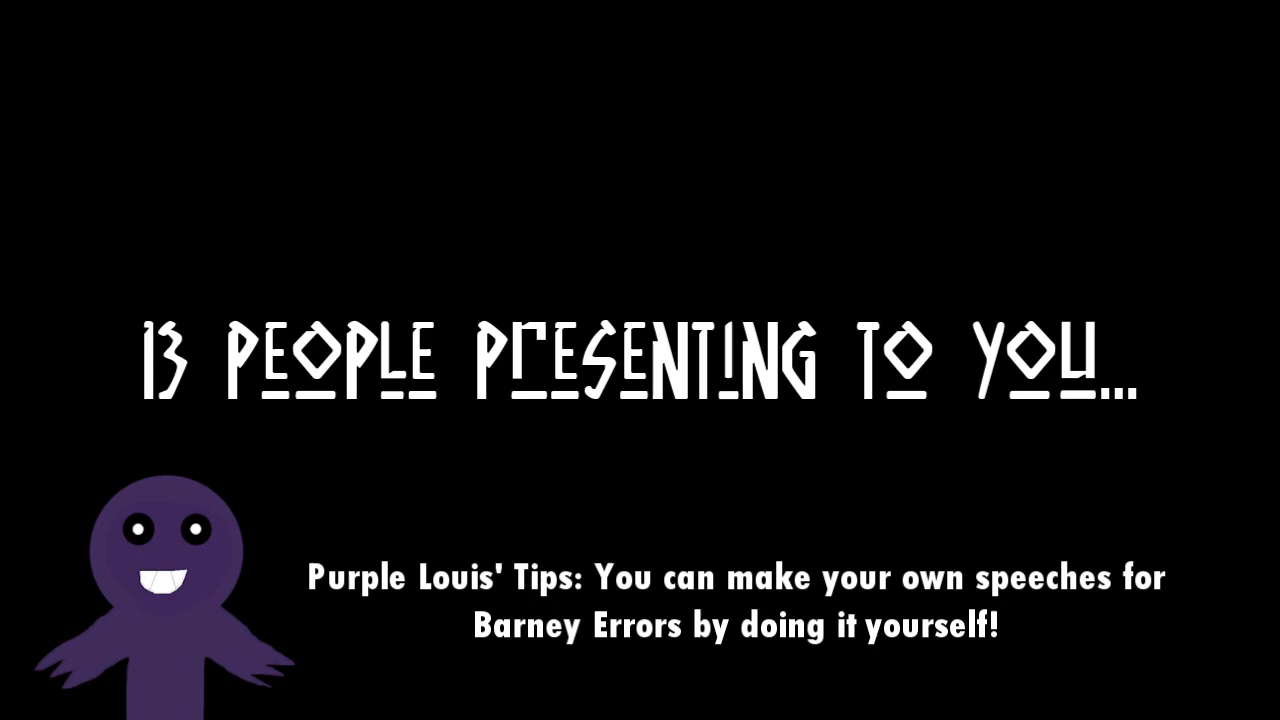 13 PEOPLE PrESENTING TO YOU...
Purple Louis' Tips: You can make your own speeches for
Barney Errors by doing it yourself!